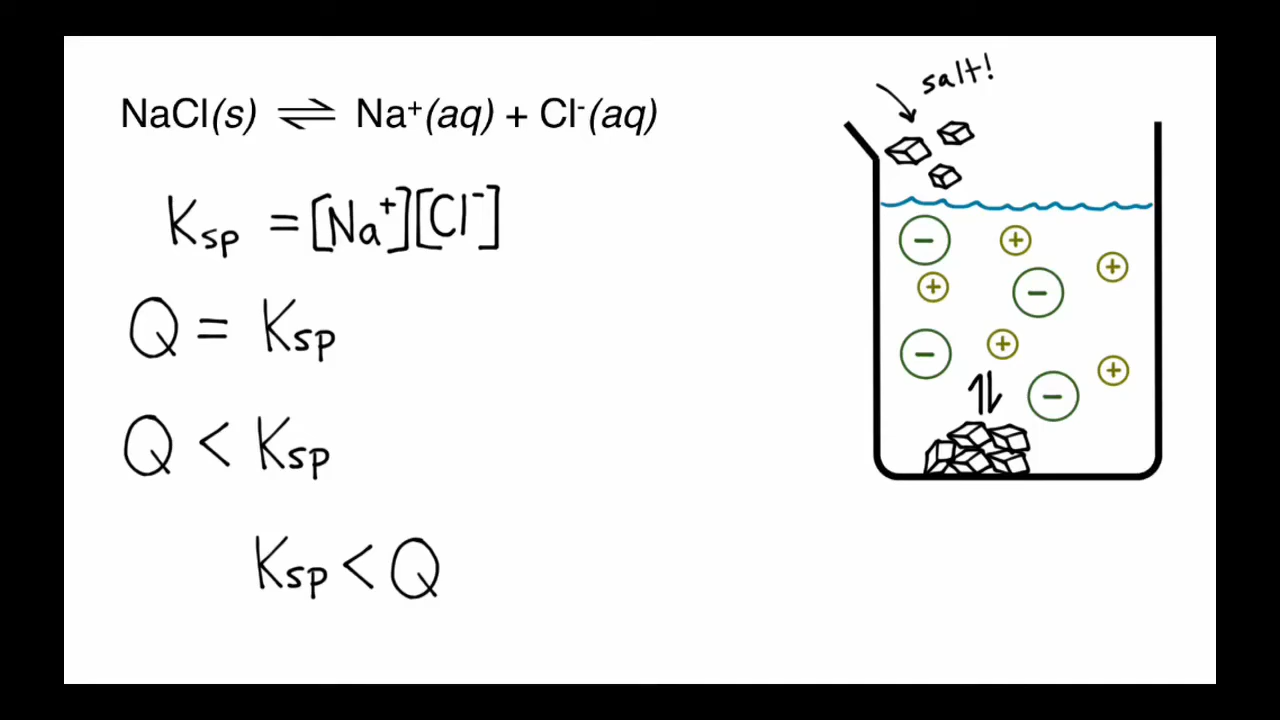 NaCl(s) ⇌ Na⁺(aq) + Cl⁻(aq)
salt!
Ksp = [Na⁺][Cl⁻]
Q = Ksp
Q < Ksp
Ksp < Q
− +
+
+ −
− +
+
−